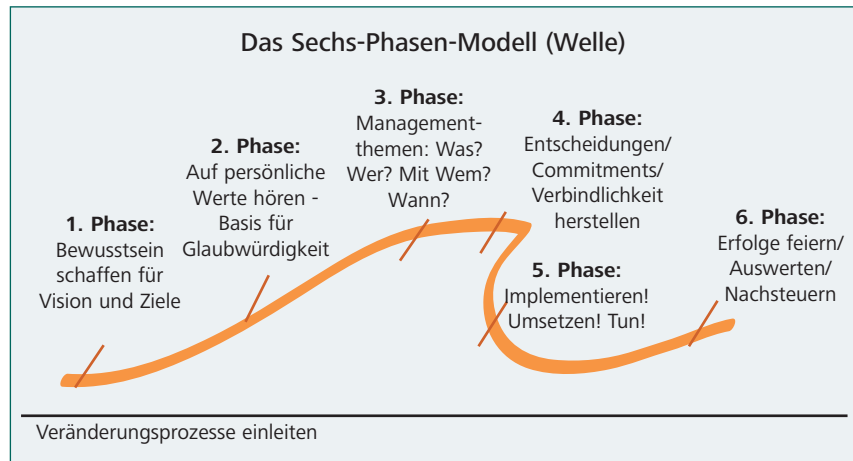 Das Sechs-Phasen-Modell (Welle)
1. Phase:
Bewusstsein
schaffen für
Vision und Ziele
2. Phase:
Auf persönliche
Werte hören -
Basis für
Glaubwürdigkeit
3. Phase:
Management-
themen: Was?
Wer? Mit Wem?
Wann?
4. Phase:
Entscheidungen/
Commitments/
Verbindlichkeit
herstellen
5. Phase:
Implementieren!
Umsetzen! Tun!
6. Phase:
Erfolge feiern/
Auswerten/
Nachsteuern
Veränderungsprozesse einleiten